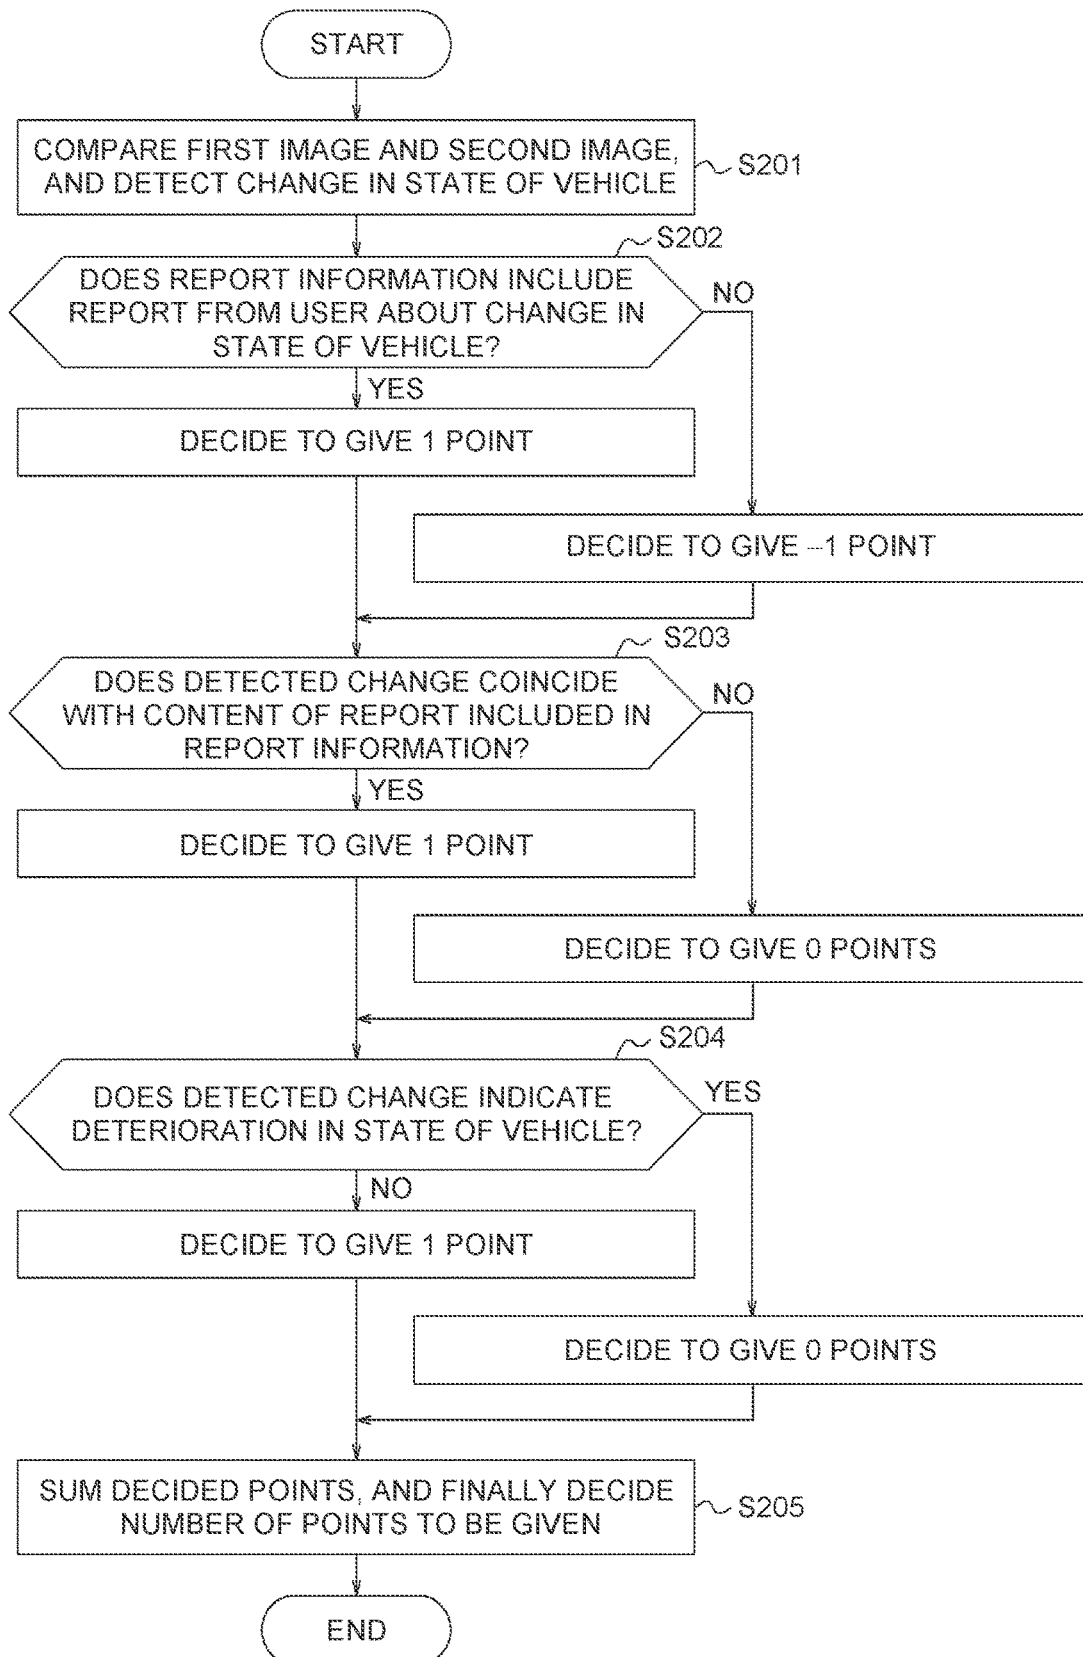 START
COMPARE FIRST IMAGE AND SECOND IMAGE,
AND DETECT CHANGE IN STATE OF VEHICLE
S201
S202
DOES REPORT INFORMATION INCLUDE
REPORT FROM USER ABOUT CHANGE IN
STATE OF VEHICLE?
NO
YES
DECIDE TO GIVE 1 POINT
DECIDE TO GIVE –1 POINT
S203
DOES DETECTED CHANGE COINCIDE
WITH CONTENT OF REPORT INCLUDED IN
REPORT INFORMATION?
NO
YES
DECIDE TO GIVE 1 POINT
DECIDE TO GIVE 0 POINTS
S204
DOES DETECTED CHANGE INDICATE
DETERIORATION IN STATE OF VEHICLE?
YES
NO
DECIDE TO GIVE 1 POINT
DECIDE TO GIVE 0 POINTS
SUM DECIDED POINTS, AND FINALLY DECIDE
NUMBER OF POINTS TO BE GIVEN
S205
END